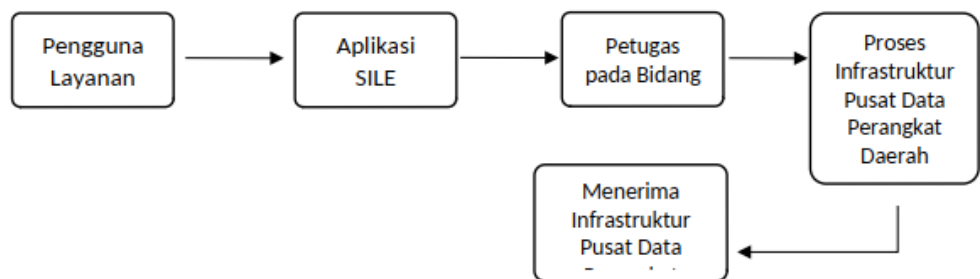 Pengguna
Layanan
Aplikasi
SILE
Petugas
pada Bidang
Proses
Infrastruktur
Pusat Data
Perangkat
Daerah
Menerima
Infrastruktur
Pusat Data